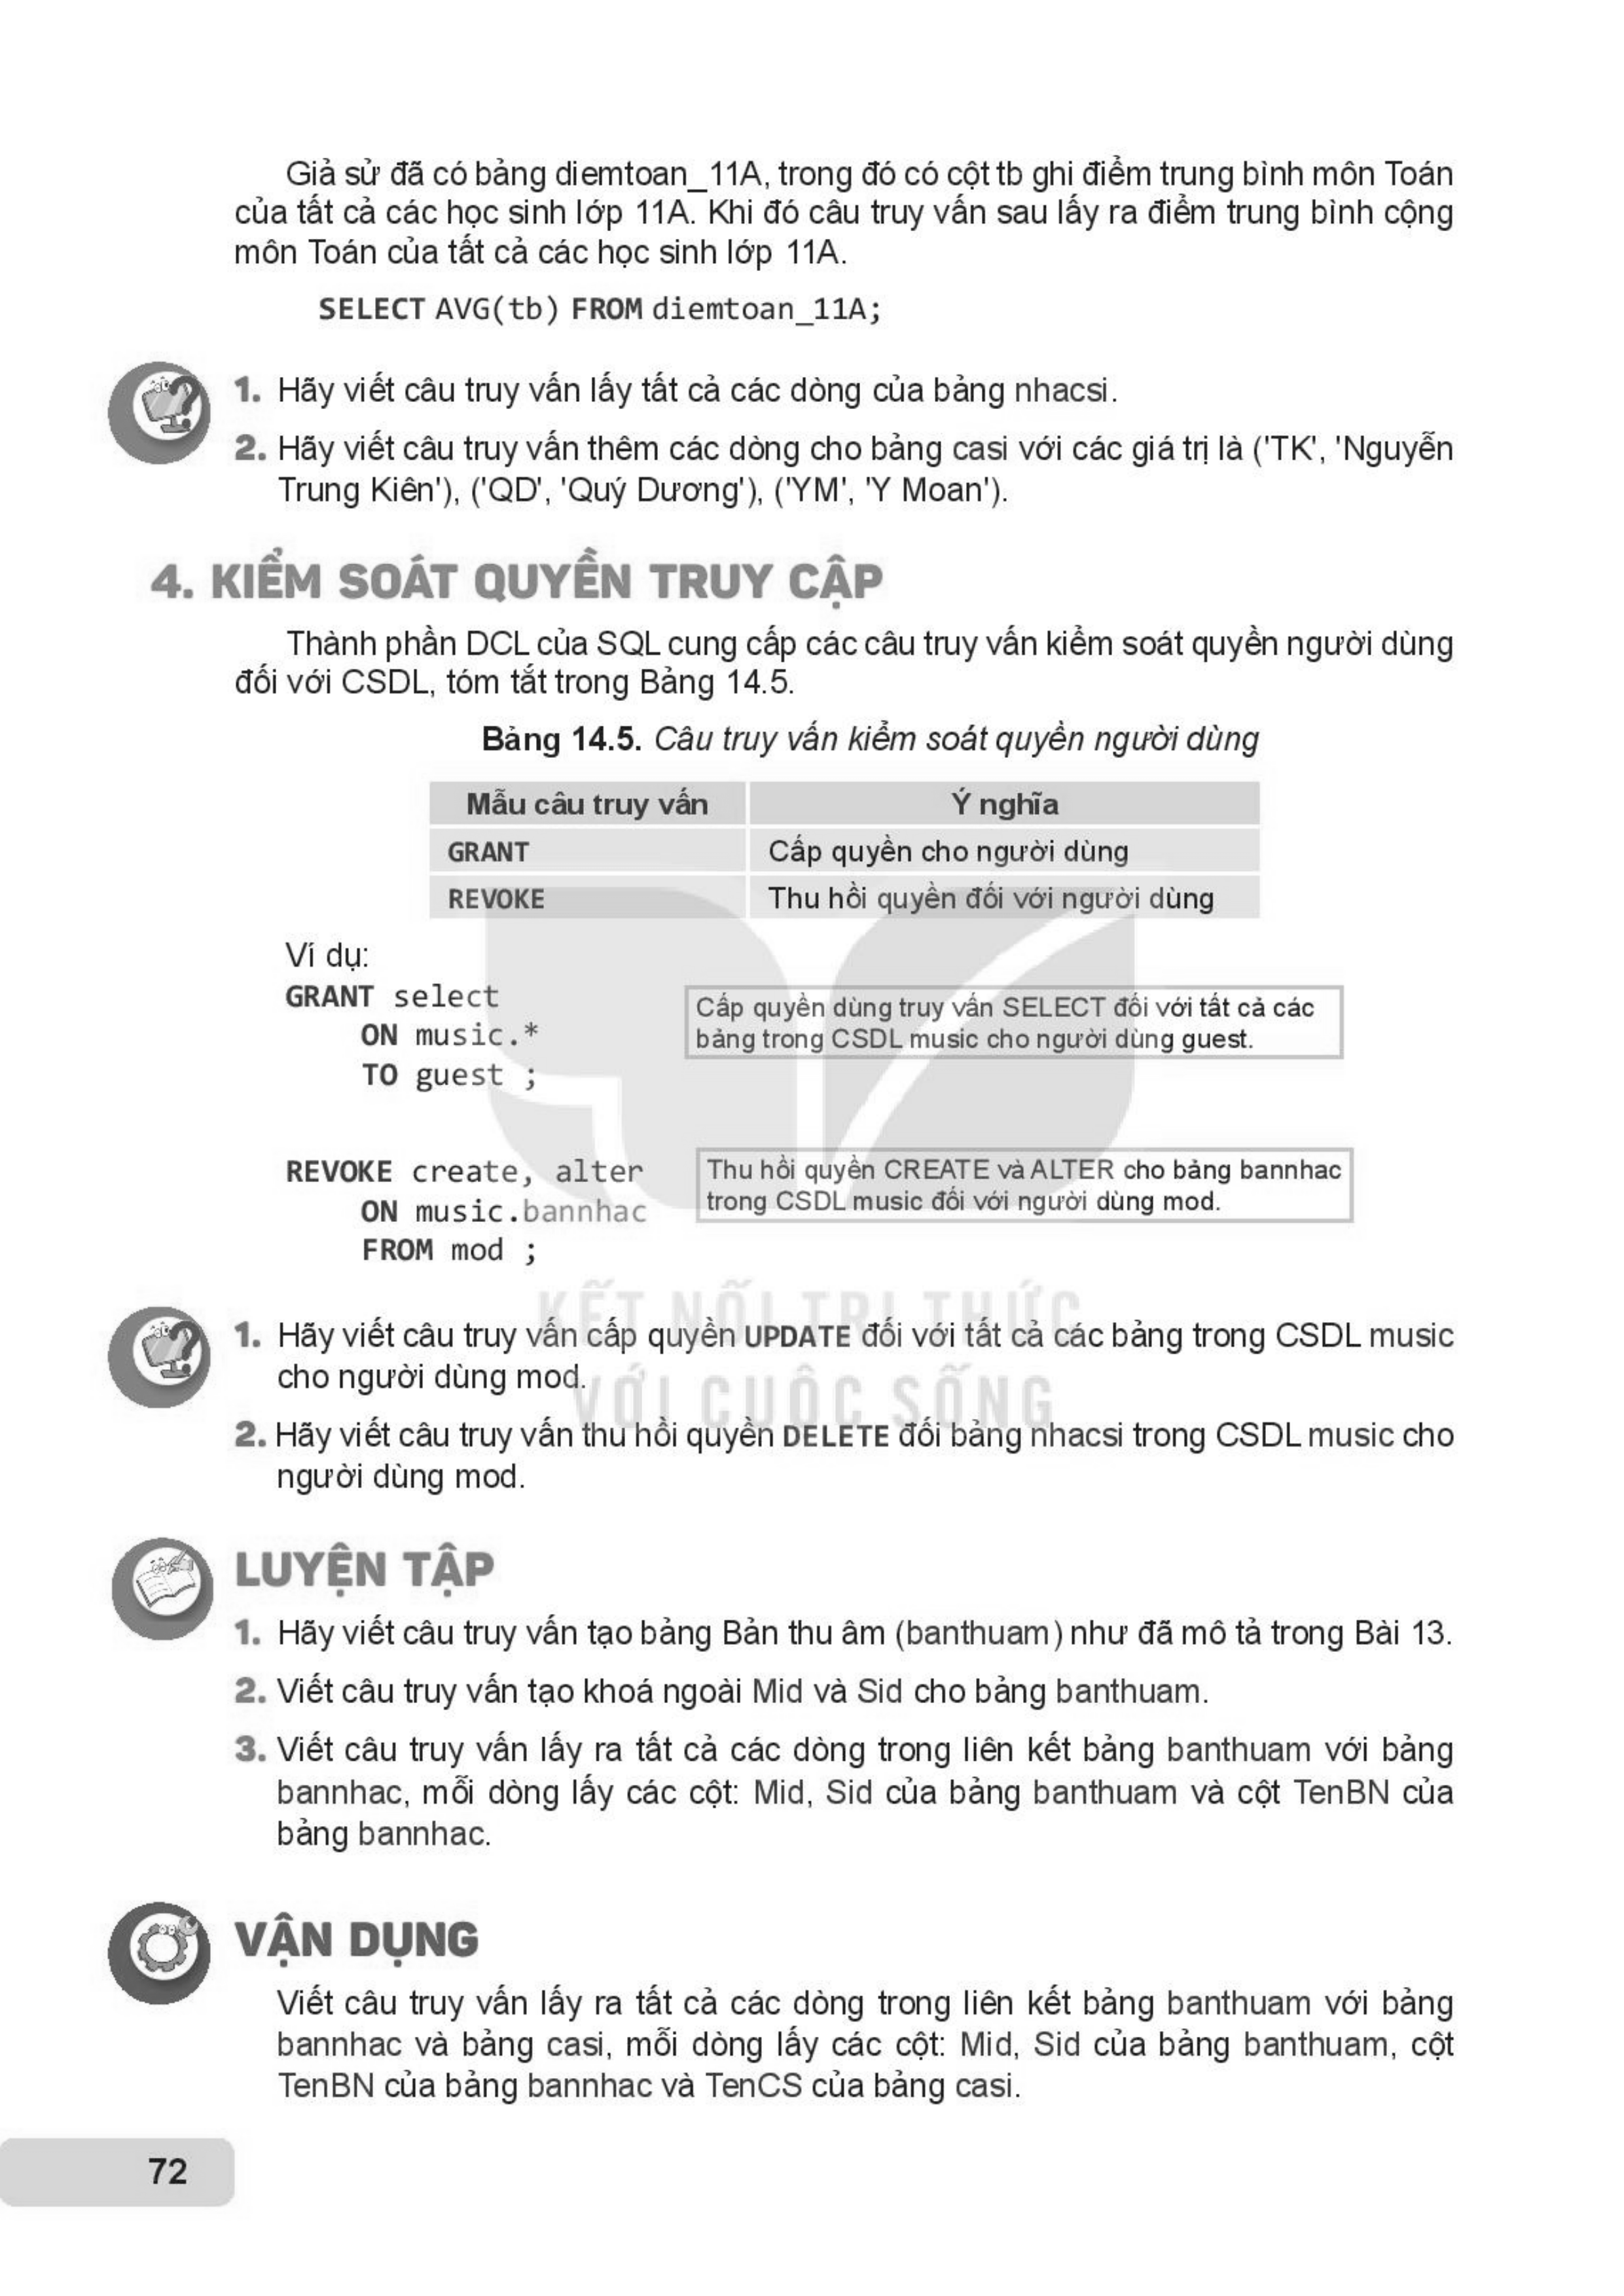 Giả sử đã có bảng diemtoan_11A, trong đó có cột tb ghi điểm trung bình môn Toán
của tất cả các học sinh lớp 11A. Khi đó câu truy vấn sau lấy ra điểm trung bình cộng
môn Toán của tất cả các học sinh lớp 11A.
SELECT AVG(tb) FROM diemtoan_11A;
1. Hãy viết câu truy vấn lấy tất cả các dòng của bảng nhacsi.
2. Hãy viết câu truy vấn thêm các dòng cho bảng casi với các giá trị là ('TK', 'Nguyễn
Trung Kiên'), ('QD', 'Quý Dương'), ('YM', 'Y Moan').
4. KIỂM SOÁT QUYỀN TRUY CẬP
Thành phần DCL của SQL cung cấp các câu truy vấn kiểm soát quyền người dùng
đối với CSDL, tóm tắt trong Bảng 14.5.
Bảng 14.5. Câu truy vấn kiểm soát quyền người dùng
Mẫu câu truy vấn Ý nghĩa
GRANT Cấp quyền cho người dùng
REVOKE Thu hồi quyền đối với người dùng
Ví dụ:
GRANT select
ON music.*
TO guest ;
Cấp quyền dùng truy vấn SELECT đối với tất cả các
bảng trong CSDL music cho người dùng guest.
REVOKE create, alter
ON music.bannhac
FROM mod ;
Thu hồi quyền CREATE và ALTER cho bảng bannhac
trong CSDL music đối với người dùng mod.
KẾT NỐI TRI THỨC
VỚI CUỘC SỐNG
1. Hãy viết câu truy vấn cấp quyền UPDATE đối với tất cả các bảng trong CSDL music
cho người dùng mod.
2. Hãy viết câu truy vấn thu hồi quyền DELETE đối bảng nhacsi trong CSDL music cho
người dùng mod.
LUYỆN TẬP
1. Hãy viết câu truy vấn tạo bảng Bản thu âm (banthuam) như đã mô tả trong Bài 13.
2. Viết câu truy vấn tạo khoá ngoài Mid và Sid cho bảng banthuam.
3. Viết câu truy vấn lấy ra tất cả các dòng trong liên kết bảng banthuam với bảng
bannhac, mỗi dòng lấy các cột: Mid, Sid của bảng banthuam và cột TenBN của
bảng bannhac.
VẬN DỤNG
Viết câu truy vấn lấy ra tất cả các dòng trong liên kết bảng banthuam với bảng
bannhac và bảng casi, mỗi dòng lấy các cột: Mid, Sid của bảng banthuam, cột
TenBN của bảng bannhac và TenCS của bảng casi.
72